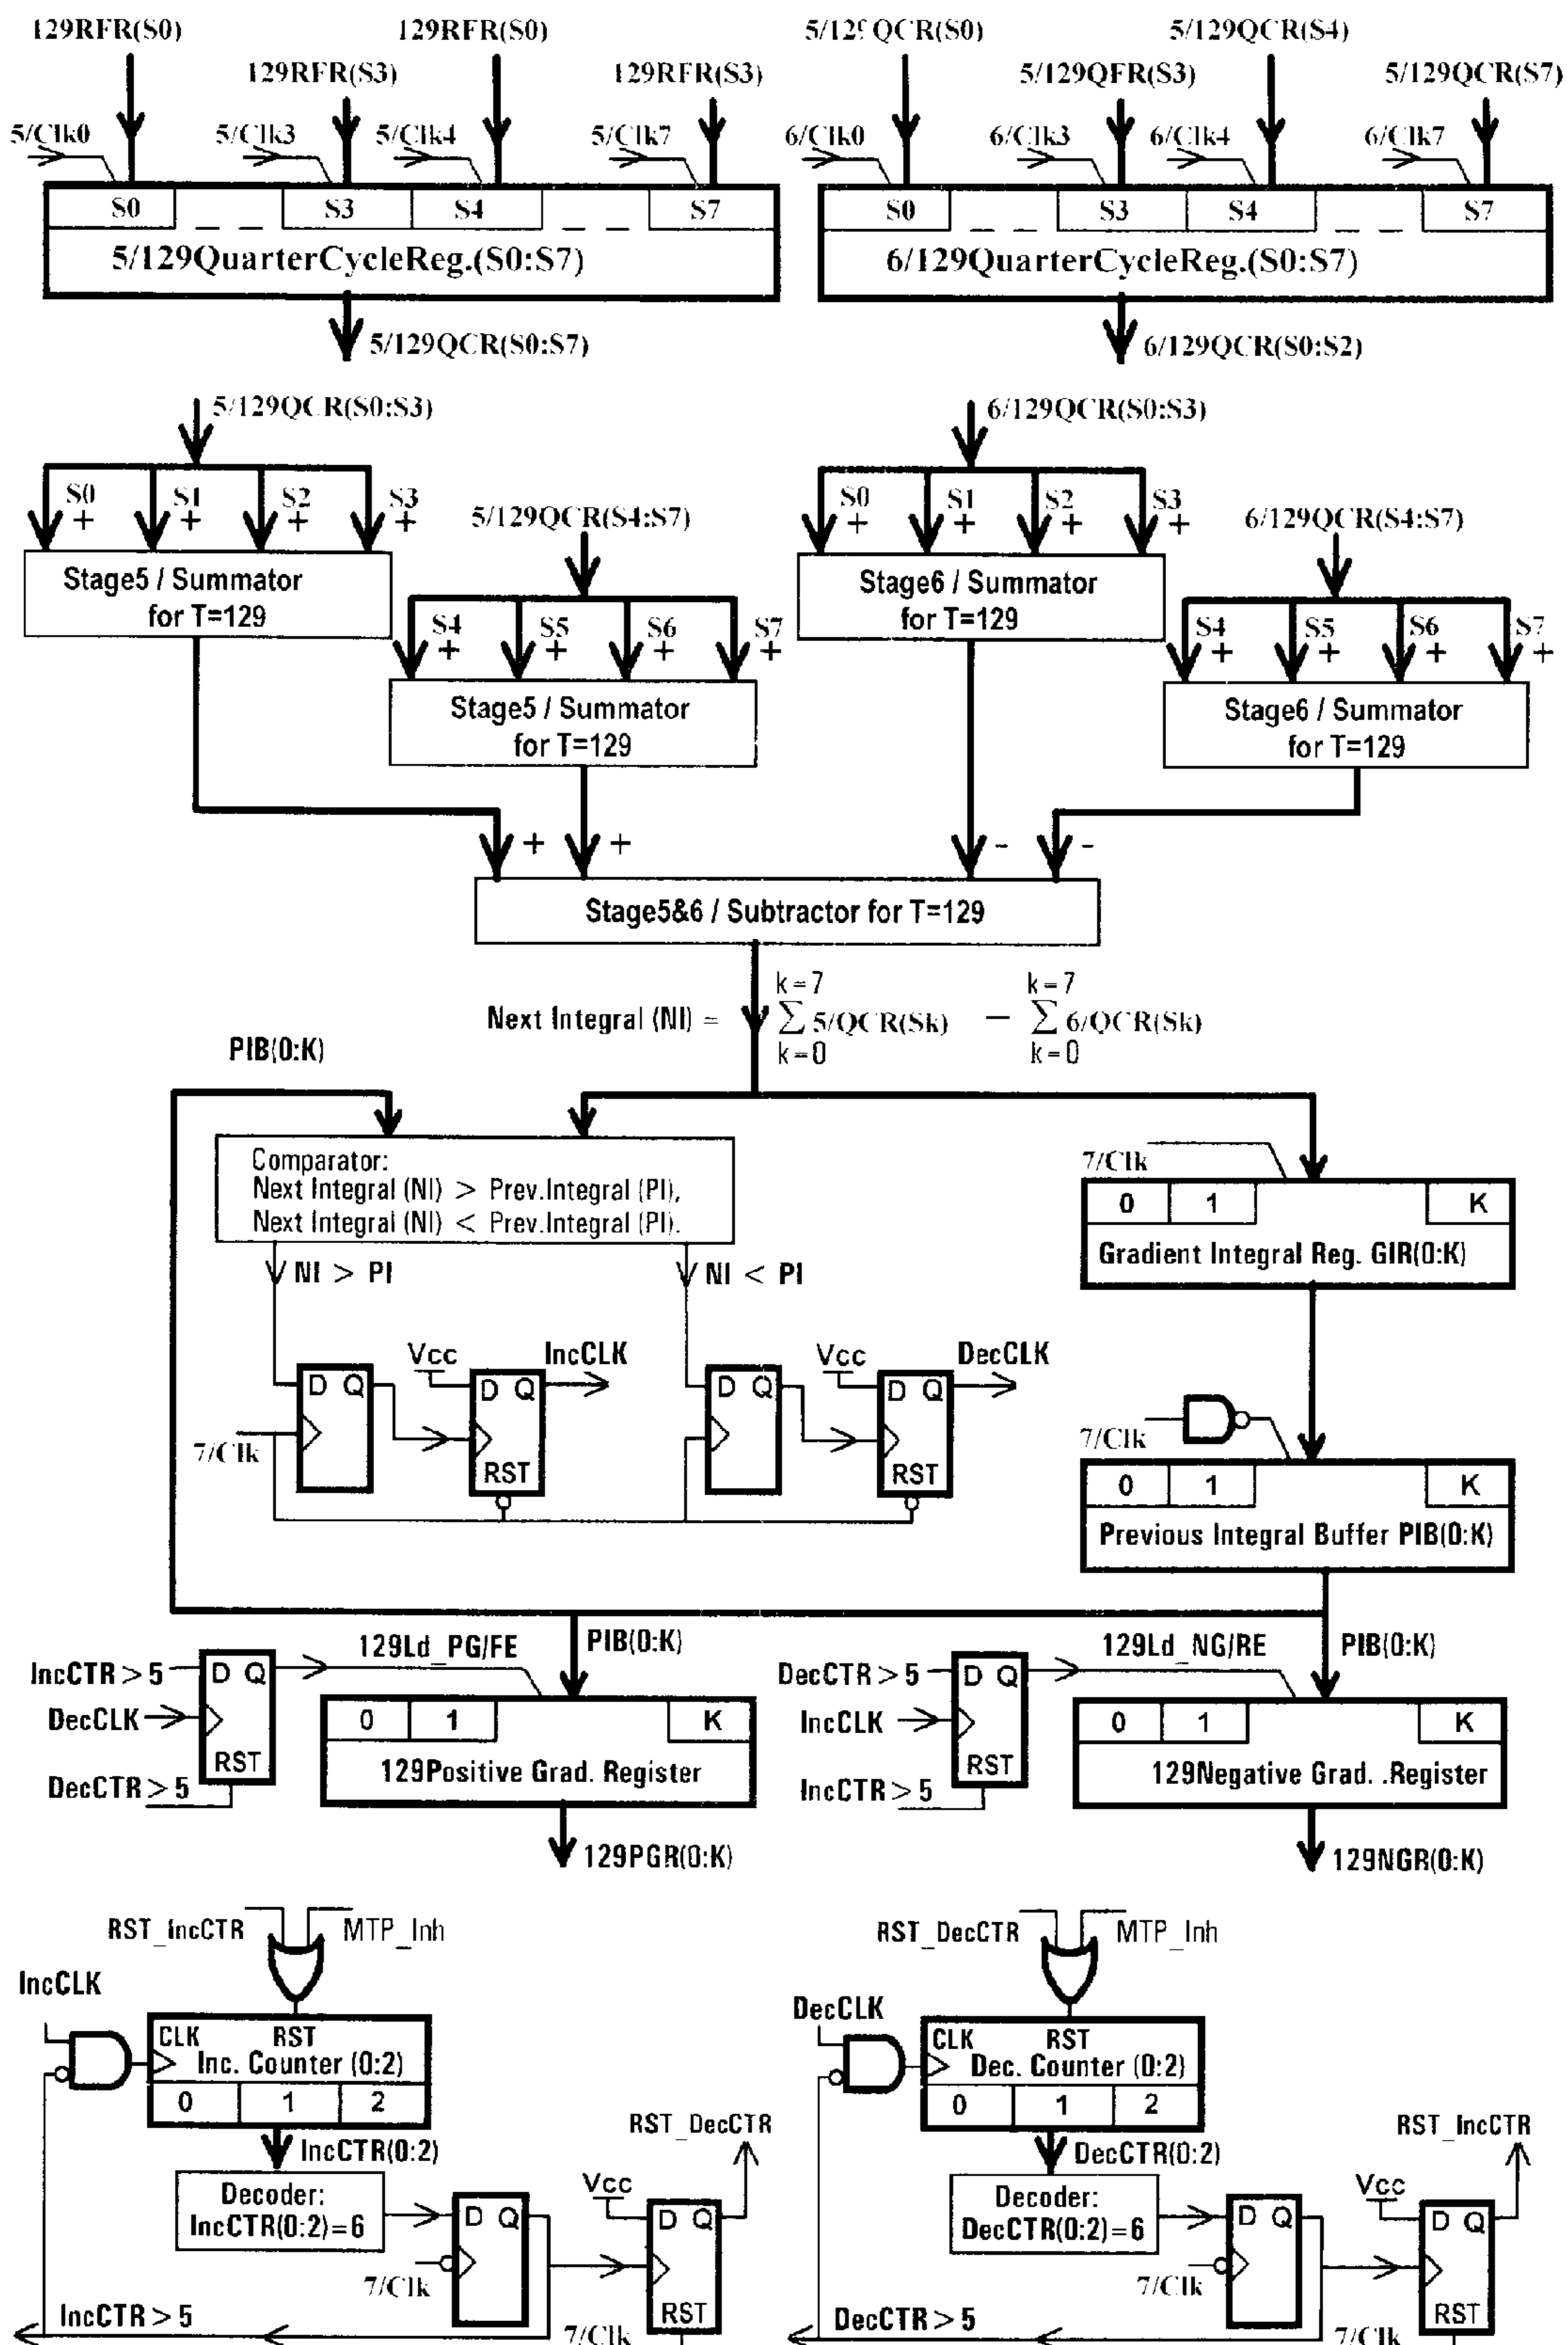 129RFR(S0)
129RFR(S0)
5/129QCR(S0)
5/129QCR(S4)
129RFR(S3)
129RFR(S3)
5/129QFR(S3)
5/129QCR(S7)
5/Clk0
5/Clk3
5/Clk4
5/Clk7
6/Clk0
6/Clk3
6/Clk4
6/Clk7
S0
S3
S4
S7
S0
S3
S4
S7
5/129QuarterCycleReg.(S0:S7)
6/129QuarterCycleReg.(S0:S7)
5/129QCR(S0:S7)
6/129QCR(S0:S2)
5/129QCR(S0:S3)
6/129QCR(S0:S3)
S0
+
S1
+
S2
+
S3
+
5/129QCR(S4:S7)
S0
+
S1
+
S2
+
S3
+
6/129QCR(S4:S7)
Stage5 / Summator
for T=129
Stage6 / Summator
for T=129
S4
+
S5
+
S6
+
S7
+
S4
+
S5
+
S6
+
S7
+
Stage5 / Summator
for T=129
Stage6 / Summator
for T=129
+
+
-
-
Stage5&6 / Subtractor for T=129
k=7
k=7
Next Integral (NI) = ∑ 5/QCR(Sk) − ∑ 6/QCR(Sk)
k=0
k=0
PIB(0:K)
Comparator:
Next Integral (NI) > Prev.Integral (PI),
Next Integral (NI) < Prev.Integral (PI).
7/Clk
0
1
K
Gradient Integral Reg. GIR(0:K)
NI > PI
NI < PI
Vcc
IncCLK
Vcc
DecCLK
D Q
D Q
D Q
D Q
7/Clk
RST
RST
7/Clk
0
1
K
Previous Integral Buffer PIB(0:K)
129Ld_PG/FE
PIB(0:K)
129Ld_NG/RE
PIB(0:K)
IncCTR>5
D Q
DecCTR>5
D Q
DecCLK
0
1
K
IncCLK
0
1
K
RST
129Positive Grad. Register
RST
129Negative Grad. .Register
DecCTR>5
IncCTR>5
129PGR(0:K)
129NGR(0:K)
RST_IncCTR
MTP_Inh
RST_DecCTR
MTP_Inh
IncCLK
DecCLK
CLK
RST
Inc. Counter (0:2)
CLK
RST
Dec. Counter (0:2)
0
1
2
0
1
2
IncCTR(0:2)
RST_DecCTR
DecCTR(0:2)
RST_IncCTR
Decoder:
IncCTR(0:2)=6
Vcc
Decoder:
DecCTR(0:2)=6
Vcc
D Q
D Q
D Q
D Q
7/Clk
7/Clk
IncCTR>5
7/Clk
RST
DecCTR>5
7/Clk
RST